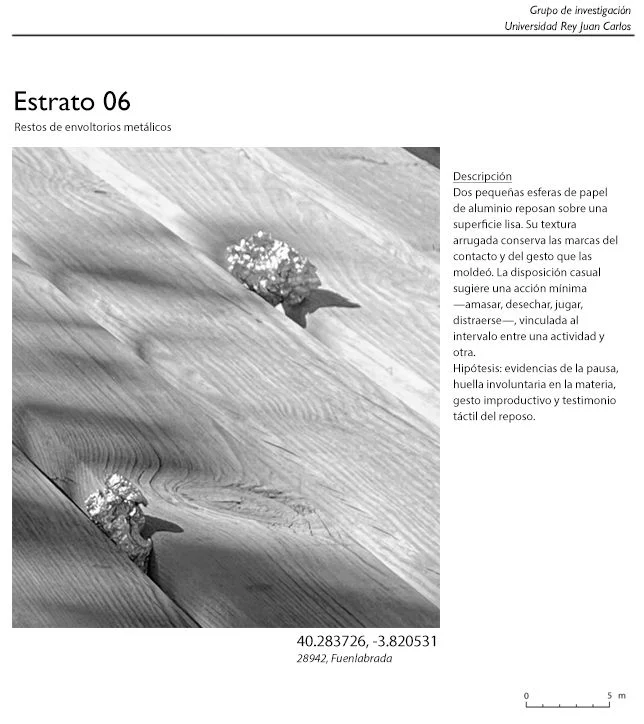 Grupo de investigación
Universidad Rey Juan Carlos
Estrato 06
Restos de envoltorios metálicos
Descripción
Dos pequeñas esferas de papel
de aluminio reposan sobre una
superficie lisa. Su textura
arrugada conserva las marcas del
contacto y del gesto que las
moldeó. La disposición casual
sugiere una acción mínima
—amasar, desechar, jugar,
distraerse—, vinculada al
intervalo entre una actividad y
otra.
Hipótesis: evidencias de la pausa,
huella involuntaria en la materia,
gesto improductivo y testimonio
táctil del reposo.
40.283726, -3.820531
28942, Fuenlabrada
0 5 m